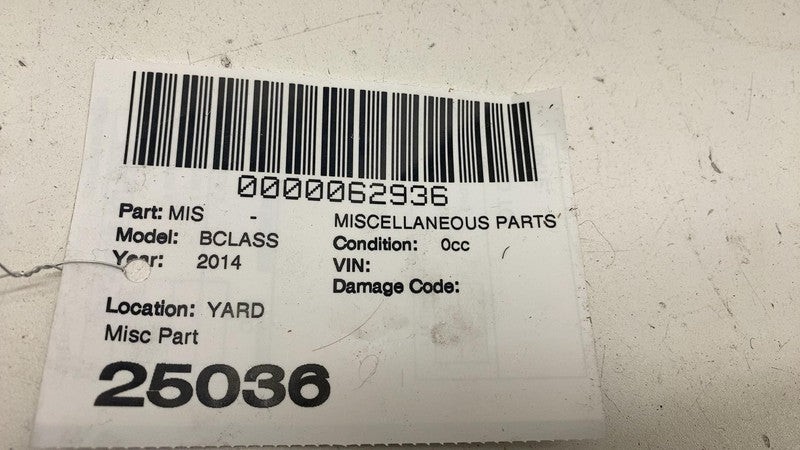 0000062936
Part: MIS - MISCELLANEOUS PARTS
Model: BCLASS Condition: 0cc
Year: 2014 VIN:
Damage Code:
Location: YARD
Misc Part
25036